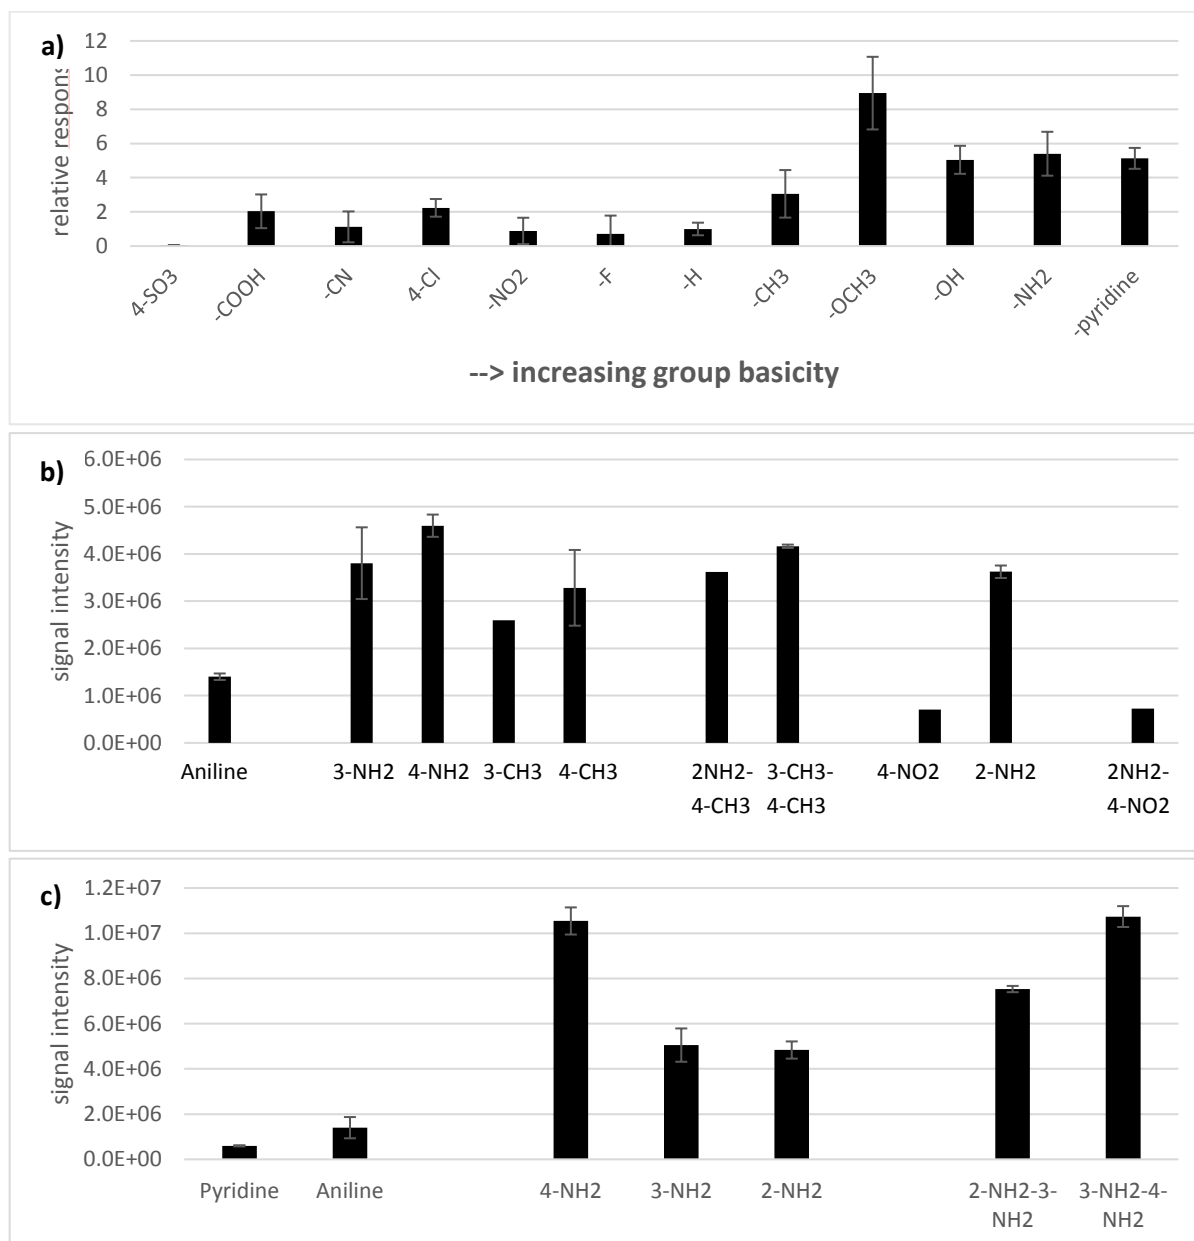 a)
relative respons
12
10
8
6
4
2
0
4-SO3
-COOH
-CN
4-Cl
-NO2
-F
-H
-CH3
-OCH3
-OH
-NH2
-pyridine
--> increasing group basicity
b)
signal intensity
6.0E+06
5.0E+06
4.0E+06
3.0E+06
2.0E+06
1.0E+06
0.0E+00
Aniline 3-NH2 4-NH2 3-CH3 4-CH3 2NH2- 3-CH3- 4-NO2 2-NH2 2NH2-
4-CH3 4-CH3 4-NO2
c)
signal intensity
1.2E+07
1.0E+07
8.0E+06
6.0E+06
4.0E+06
2.0E+06
0.0E+00
Pyridine Aniline 4-NH2 3-NH2 2-NH2 2-NH2-3- 3-NH2-4-
NH2 NH2